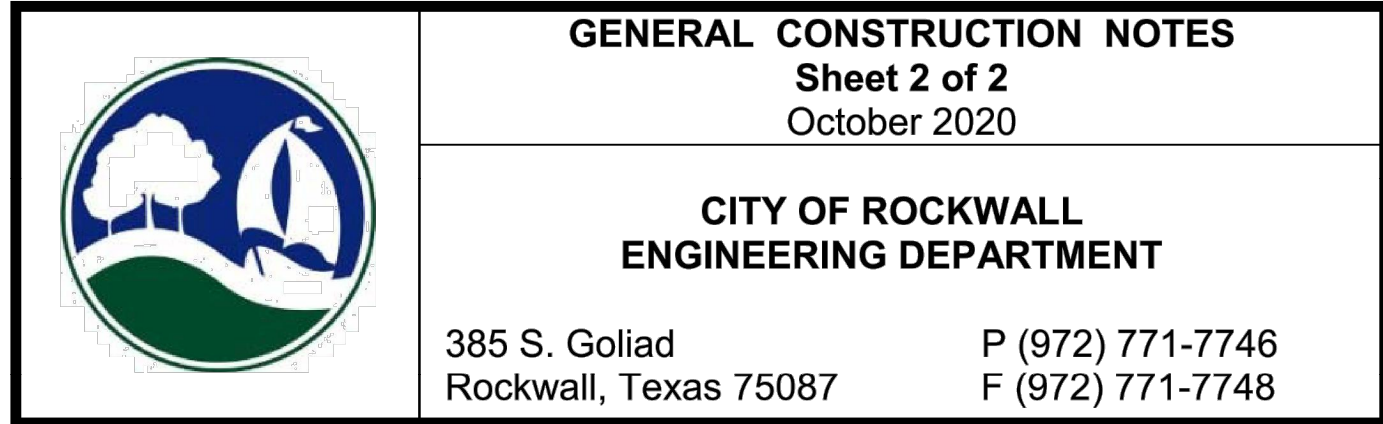 GENERAL CONSTRUCTION NOTES
Sheet 2 of 2
October 2020
CITY OF ROCKWALL
ENGINEERING DEPARTMENT
385 S. Goliad P (972) 771-7746
Rockwall, Texas 75087 F (972) 771-7748